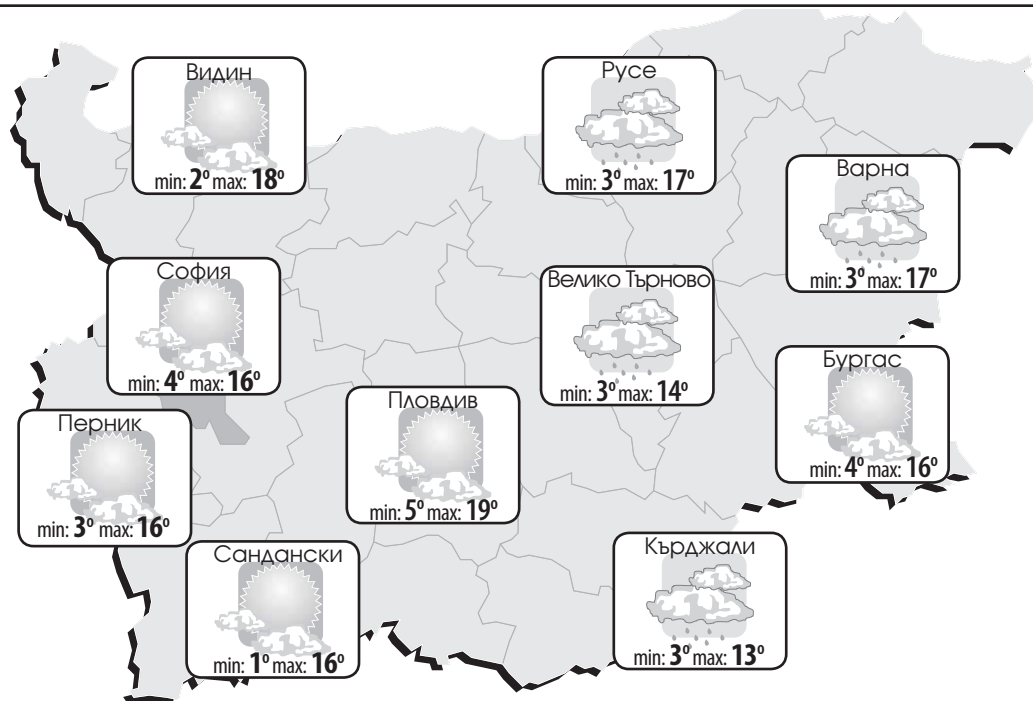 Видин
min: 2° max: 18°
Русе
min: 3° max: 17°
Варна
min: 3° max: 17°
София
min: 4° max: 16°
Велико Търново
min: 3° max: 14°
Бургас
min: 4° max: 16°
Пловдив
min: 5° max: 19°
Перник
min: 3° max: 16°
Сандански
min: 1° max: 16°
Кърджали
min: 3° max: 13°